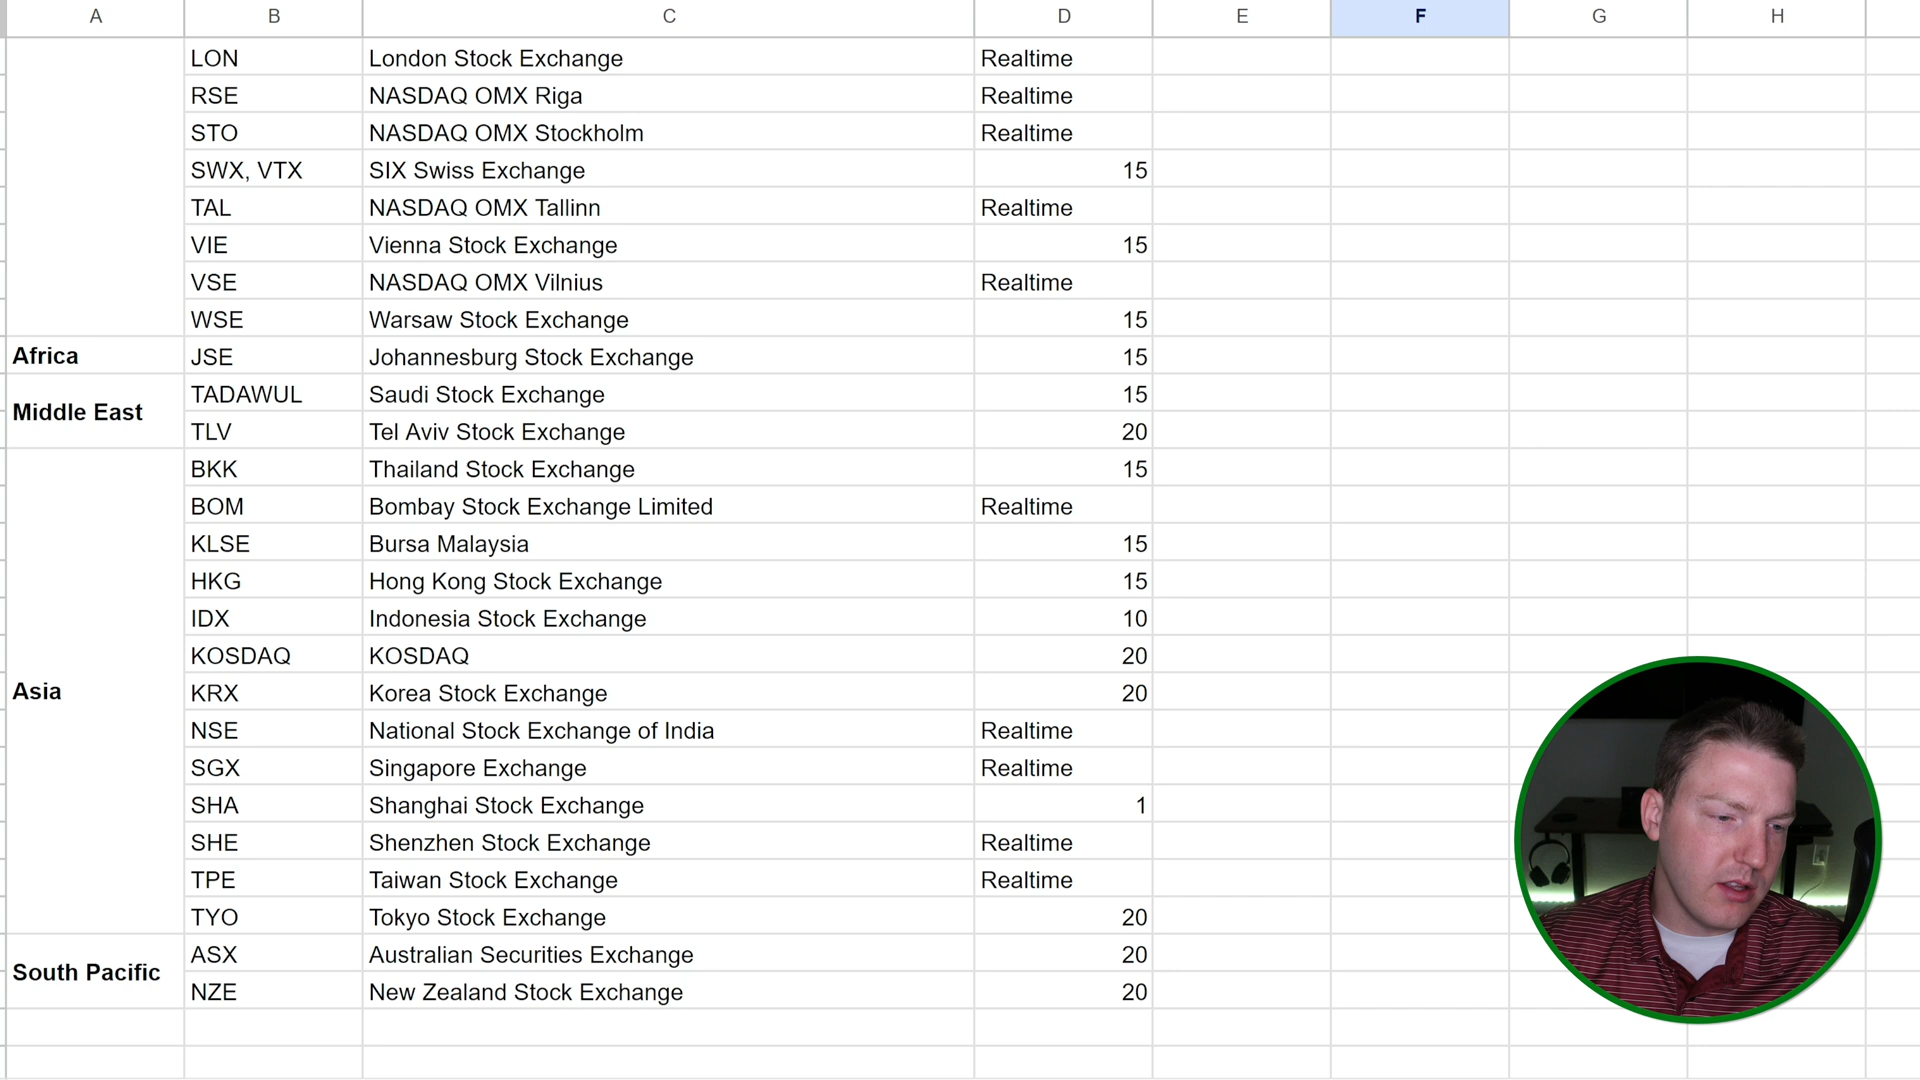 A B C D E F G H
LON London Stock Exchange Realtime
RSE NASDAQ OMX Riga Realtime
STO NASDAQ OMX Stockholm Realtime
SWX, VTX SIX Swiss Exchange 15
TAL NASDAQ OMX Tallinn Realtime
VIE Vienna Stock Exchange 15
VSE NASDAQ OMX Vilnius Realtime
WSE Warsaw Stock Exchange 15
Africa JSE Johannesburg Stock Exchange 15
Middle East
TADAWUL Saudi Stock Exchange 15
TLV Tel Aviv Stock Exchange 20
Asia
BKK Thailand Stock Exchange 15
BOM Bombay Stock Exchange Limited Realtime
KLSE Bursa Malaysia 15
HKG Hong Kong Stock Exchange 15
IDX Indonesia Stock Exchange 10
KOSDAQ KOSDAQ 20
KRX Korea Stock Exchange 20
NSE National Stock Exchange of India Realtime
SGX Singapore Exchange Realtime
SHA Shanghai Stock Exchange 1
SHE Shenzhen Stock Exchange Realtime
TPE Taiwan Stock Exchange Realtime
TYO Tokyo Stock Exchange 20
South Pacific
ASX Australian Securities Exchange 20
NZE New Zealand Stock Exchange 20